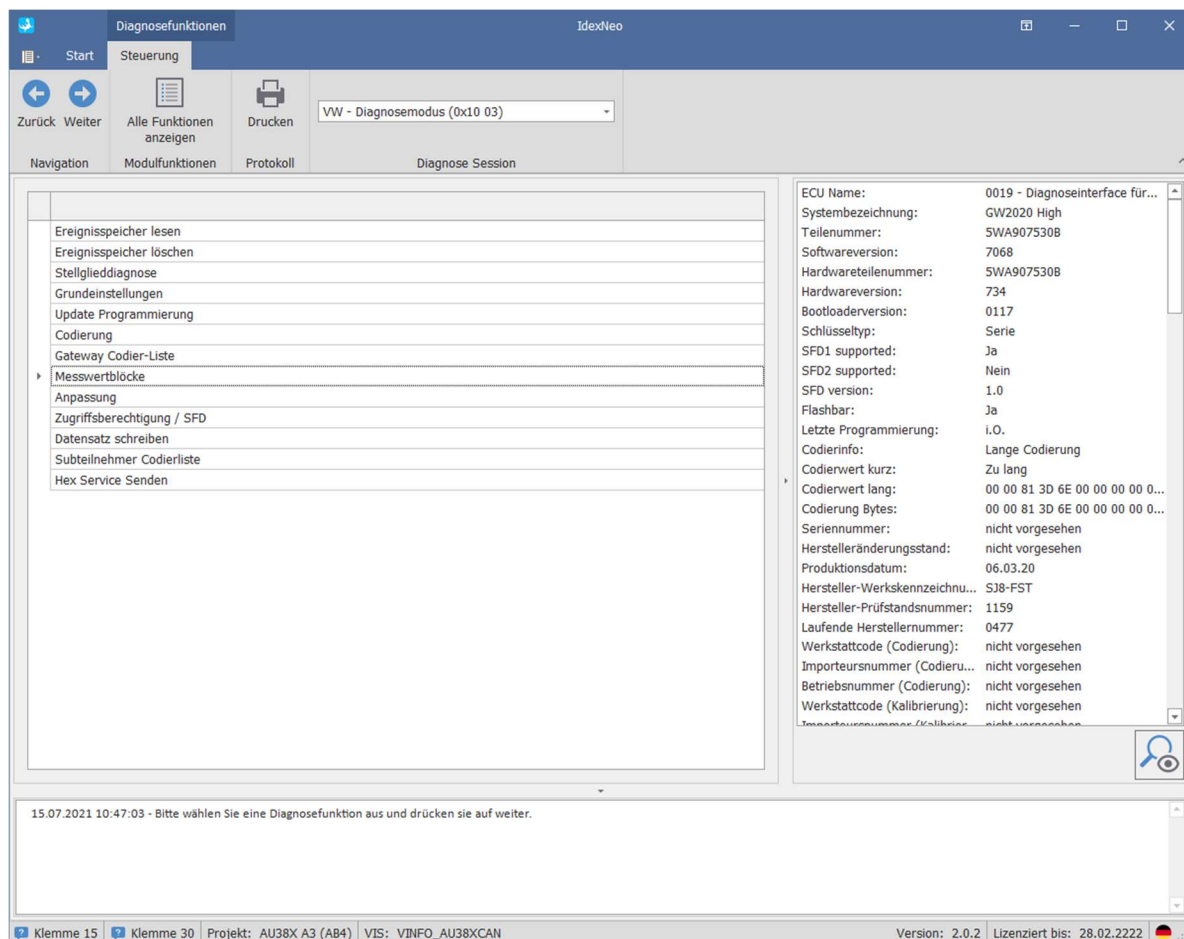 Diagnosefunktionen
IdexNeo
Start
Steuerung
Zurück Weiter
Alle Funktionen
anzeigen
Drucken
VW - Diagnosemodus (0x10 03)
Navigation
Modulfunktionen
Protokoll
Diagnose Session
Ereignisspeicher lesen
Ereignisspeicher löschen
Stellglieddiagnose
Grundeinstellungen
Update Programmierung
Codierung
Gateway Codier-Liste
Messwertblöcke
Anpassung
Zugriffsberechtigung / SFD
Datensatz schreiben
Subteilnehmer Codierliste
Hex Service Senden
ECU Name: 0019 - Diagnoseinterface für...
Systembezeichnung: GW2020 High
Teilenummer: 5WA907530B
Softwareversion: 7068
Hardwareteilenummer: 5WA907530B
Hardwareversion: 734
Bootloaderversion: 0117
Schlüsseltyp: Serie
SFD1 supported: Ja
SFD2 supported: Nein
SFD version: 1.0
Flashbar: Ja
Letzte Programmierung: i.O.
Codierinfo: Lange Codierung
Codierwert kurz: Zu lang
Codierwert lang: 00 00 81 3D 6E 00 00 00 00 0...
Codierung Bytes: 00 00 81 3D 6E 00 00 00 00 0...
Seriennummer: nicht vorgesehen
Herstelleränderungsstand: nicht vorgesehen
Produktionsdatum: 06.03.20
Hersteller-Werkskennzeichnu... SJ8-FST
Hersteller-Prüfstandsnummer: 1159
Laufende Herstellernummer: 0477
Werkstattcode (Codierung): nicht vorgesehen
Importeursnummer (Codieru... nicht vorgesehen
Betriebsnummer (Codierung): nicht vorgesehen
Werkstattcode (Kalibrierung): nicht vorgesehen
Importeursnummer (Kalibrier... nicht vorgesehen
15.07.2021 10:47:03 - Bitte wählen Sie eine Diagnosefunktion aus und drücken sie auf weiter.
Klemme 15 Klemme 30 Projekt: AU38X A3 (AB4) VIS: VINFO_AU38XCAN Version: 2.0.2 Lizenziert bis: 28.02.2222